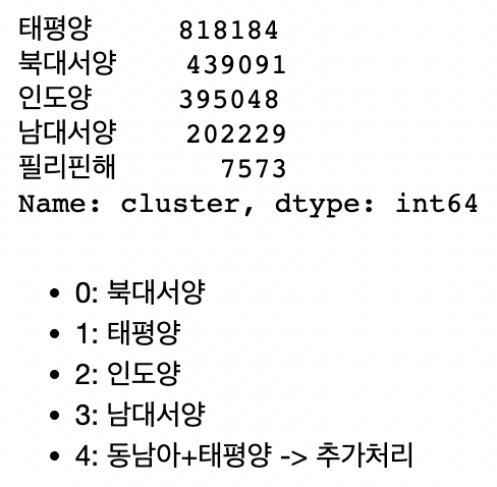 태평양 818184
북대서양 439091
인도양 395048
남대서양 202229
필리핀해 7573
Name: cluster, dtype: int64
• 0: 북대서양
• 1: 태평양
• 2: 인도양
• 3: 남대서양
• 4: 동남아+태평양 -> 추가처리